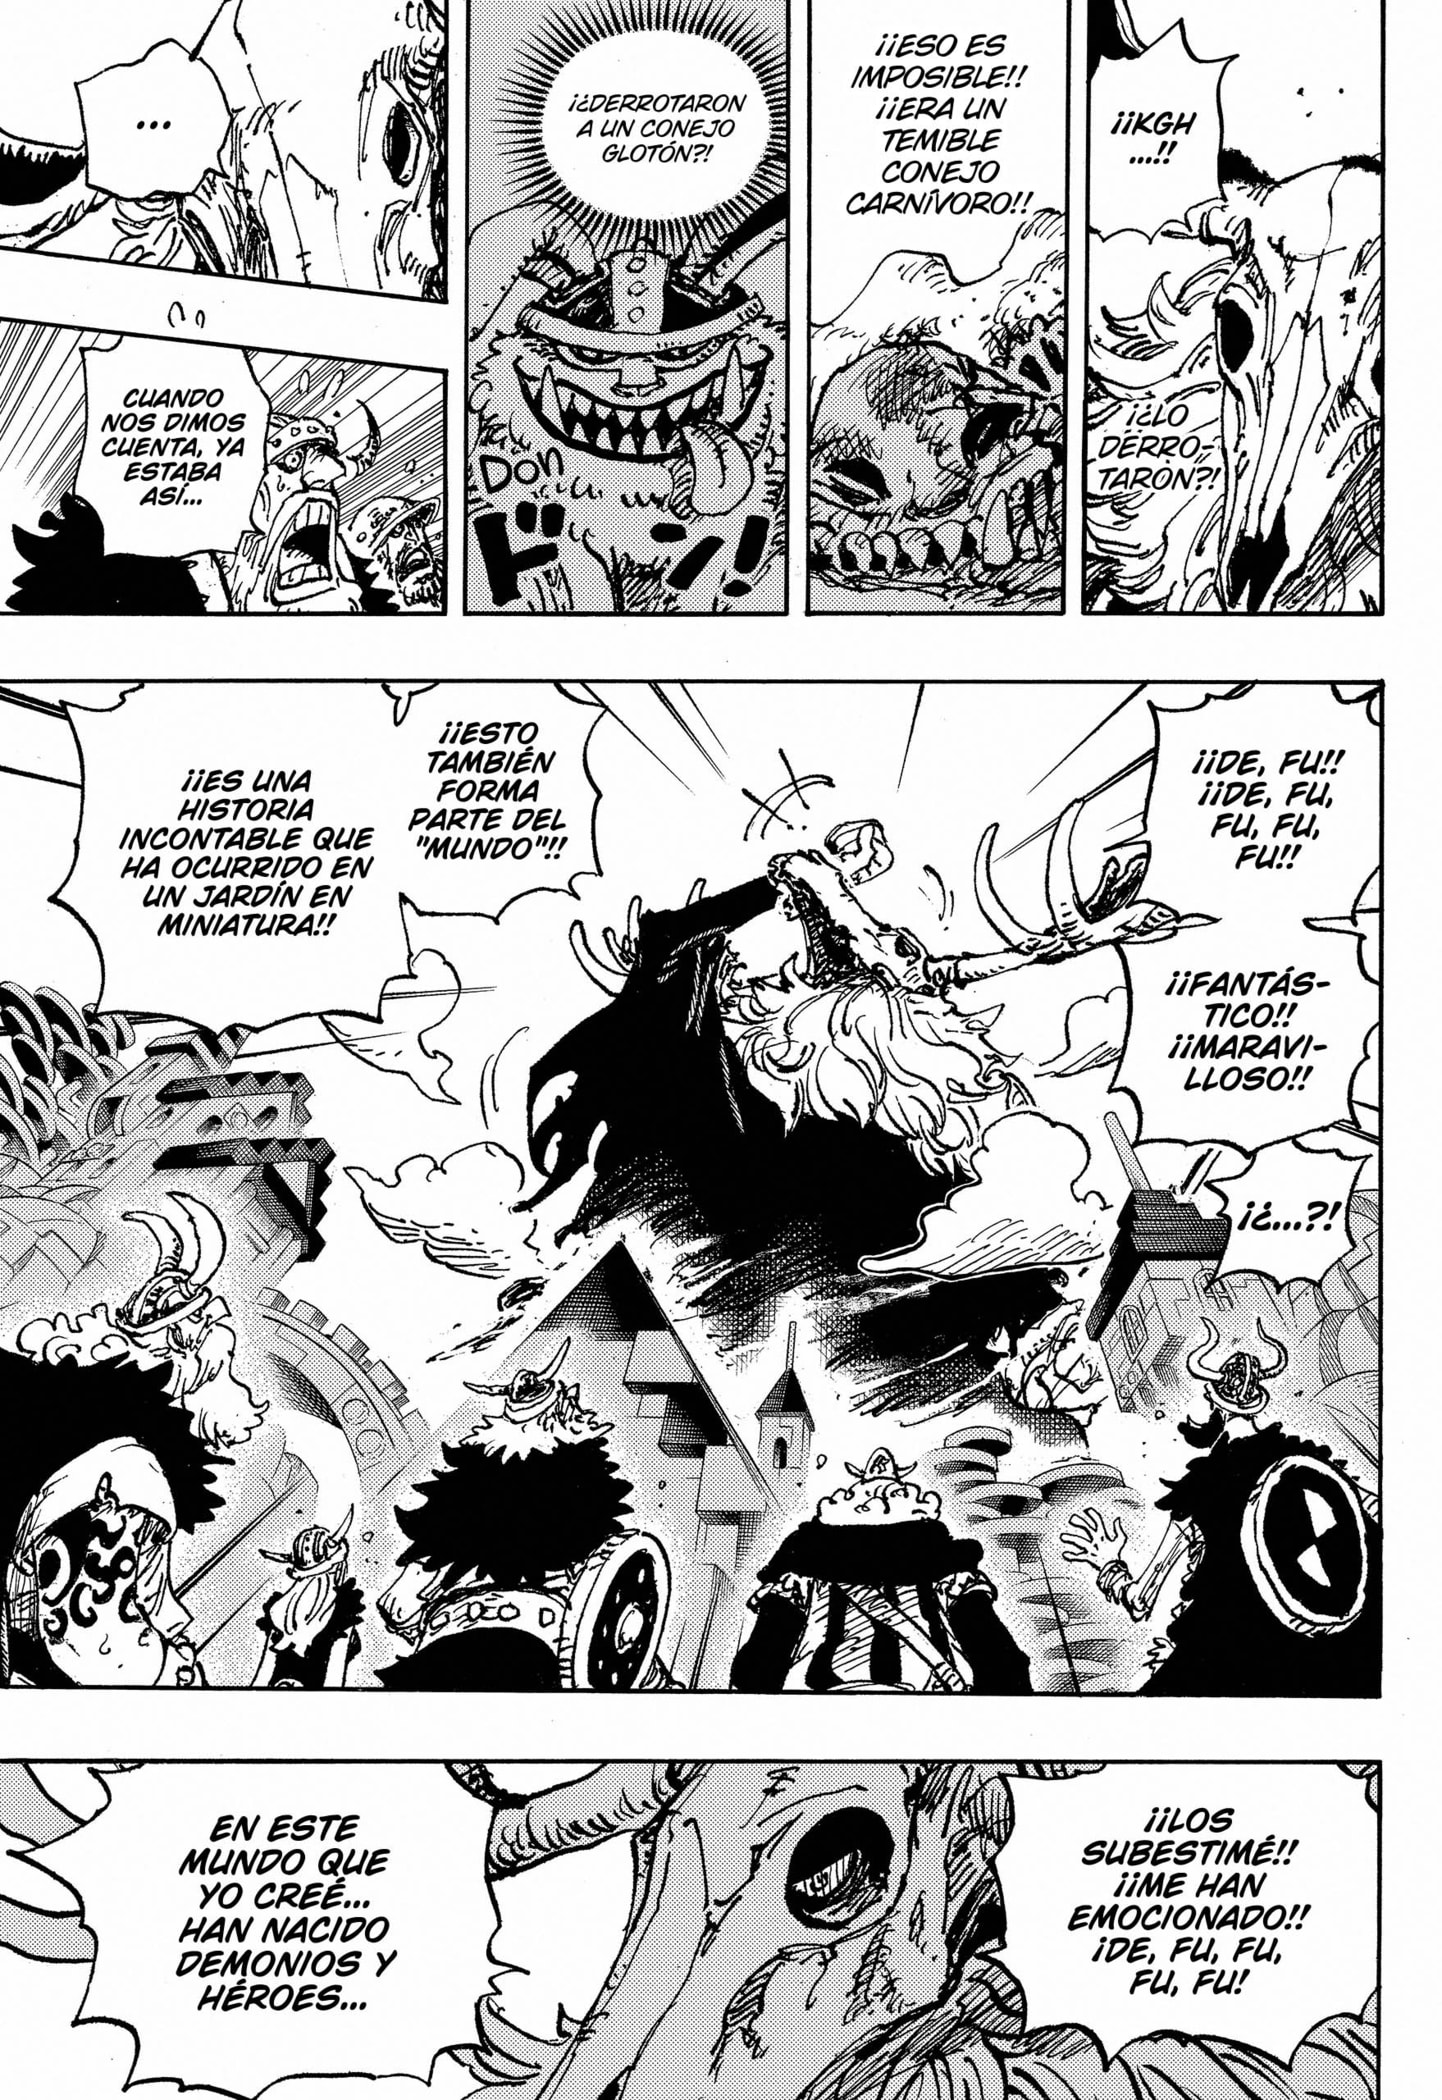 ¡¡KGH
...!!
¡¿LO
DERRO-
TARON?!
¡¡ESO ES
IMPOSIBLE!!
¡¡ERA UN
TEMIBLE
CONEJO
CARNÍVORO!!
¡¿DERROTARON
A UN CONEJO
GLOTÓN?!
DON
ドン!!
...
CUANDO
NOS DIMOS
CUENTA, YA
ESTABA
ASÍ...
¡¡DE, FU!!
¡¡DE, FU,
FU, FU,
FU!!
¡¡FANTÁS-
TICO!!
¡¡MARAVI-
LLOSO!!
¡¿...?!
¡¡ESTO
TAMBIÉN
FORMA
PARTE DEL
"MUNDO"!!
¡¡ES UNA
HISTORIA
INCONTABLE QUE
HA OCURRIDO EN
UN JARDÍN EN
MINIATURA!!
¡¡LOS
SUBESTIMÉ!!
¡¡ME HAN
EMOCIONADO!!
¡DE, FU, FU,
FU, FU!
EN ESTE
MUNDO QUE
YO CREÉ...
HAN NACIDO
DEMONIOS Y
HÉROES...